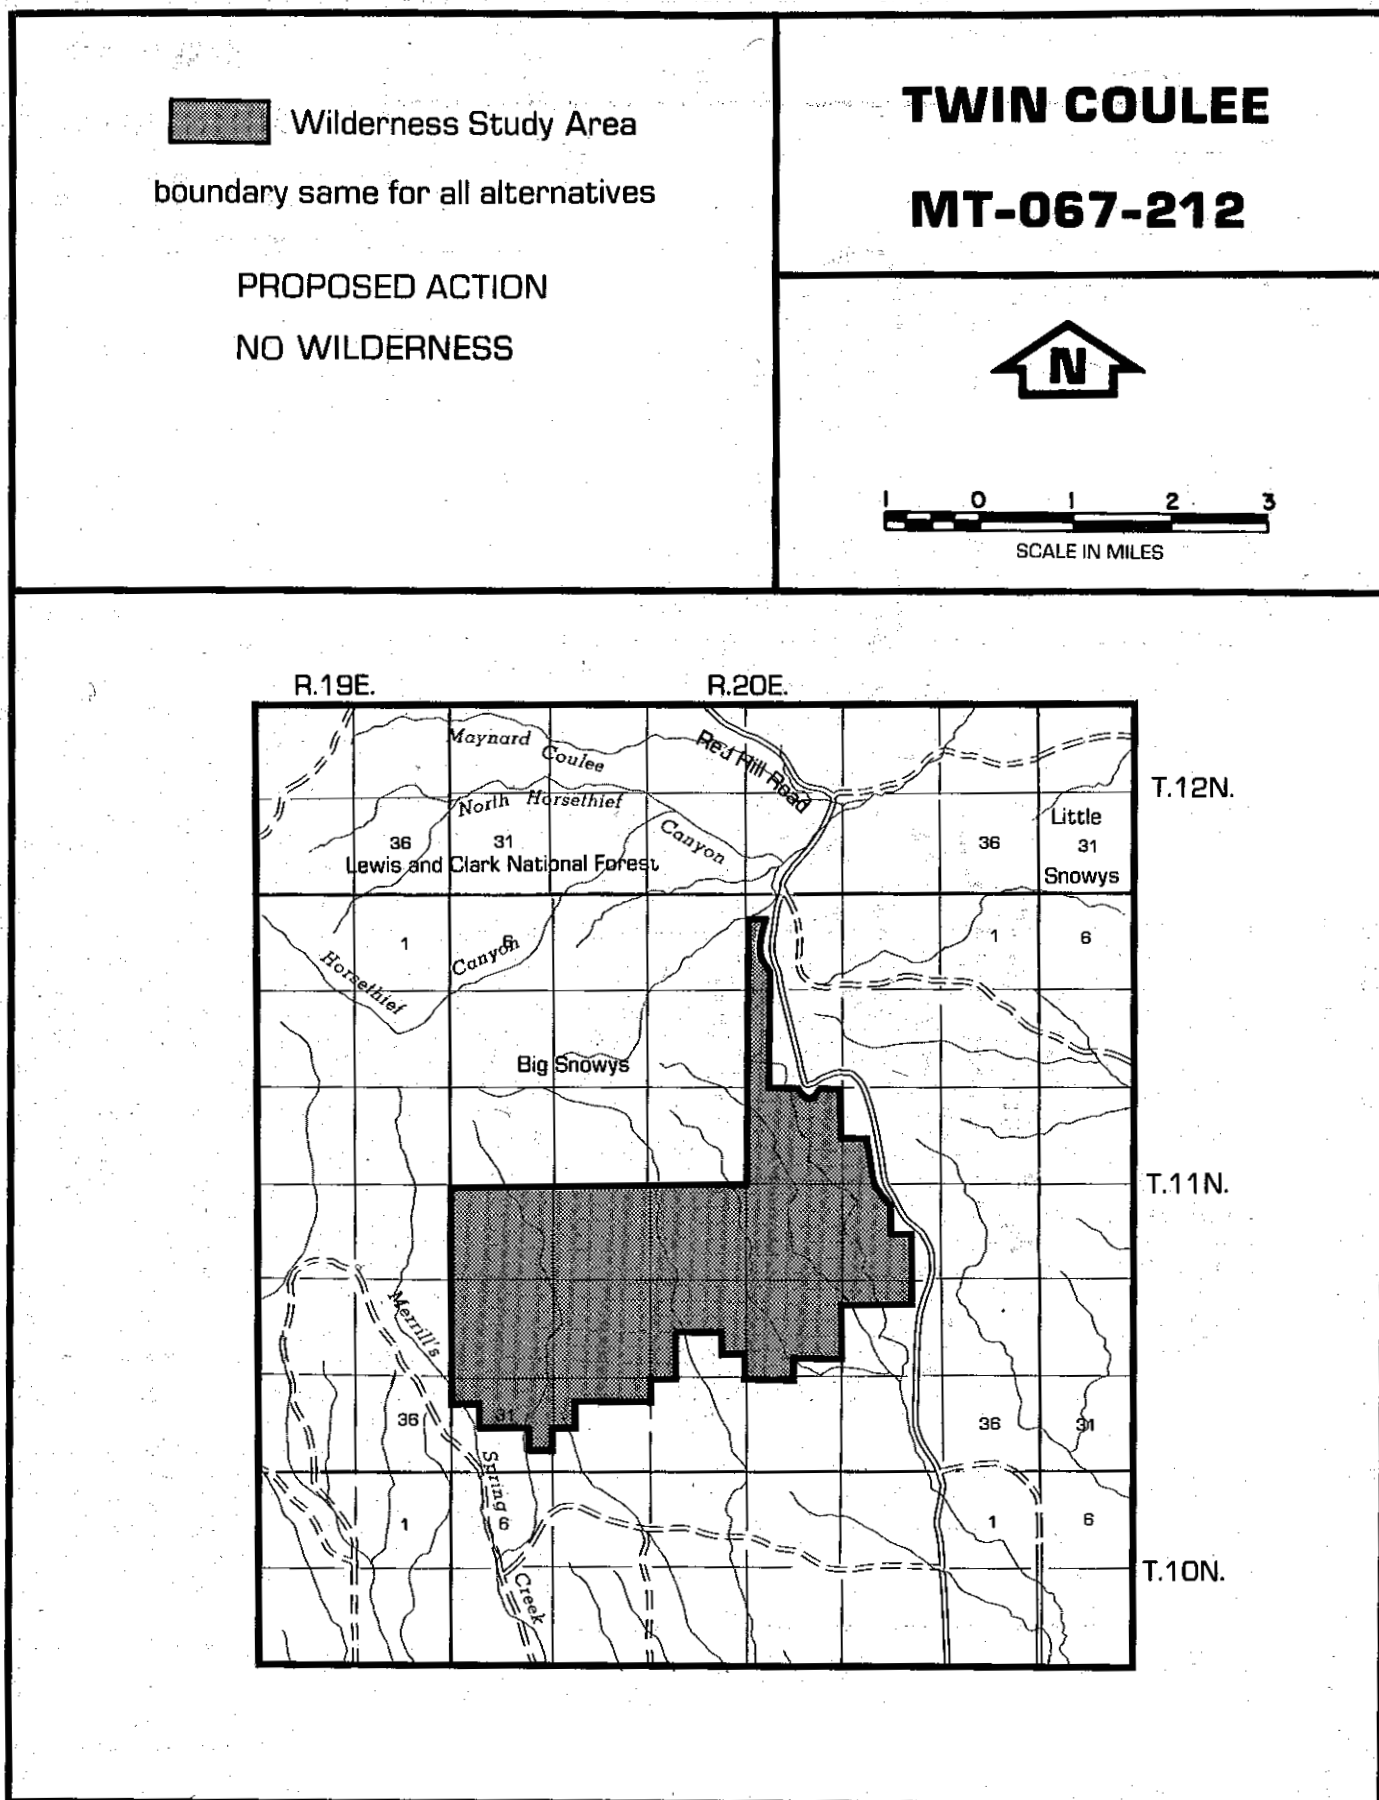 Wilderness Study Area
boundary same for all alternatives
PROPOSED ACTION
NO WILDERNESS
TWIN COULEE
MT-067-212
N
1 0 1 2 3
SCALE IN MILES
R.19E. R.20E.
Maynard
Coulee
Red Hill Road
T.12N.
North Horsethief
Canyon
Little
36 31 36 31
Lewis and Clark National Forest
Snowys
1 6 1 6
Horsethief
Canyon
Big Snowys
T.11N.
Merrill's
36 31 36 31
Spring
1 6 1 6
Creek
T.10N.